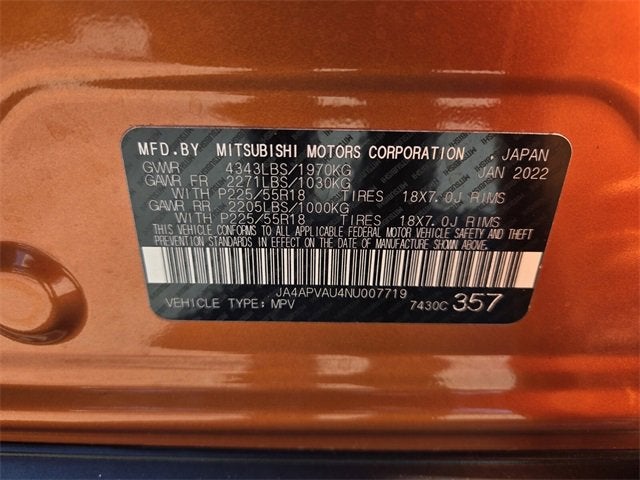 MFD.BY MITSUBISHI MOTORS CORPORATION . JAPAN
GVWR 4343LBS/1970KG JAN 2022
GAWR FR 2271LBS/1030KG
WITH P225/55R18 TIRES 18X7.0J RIMS
GAWR RR 2205LBS/1000KG
WITH P225/55R18 TIRES 18X7.0J RIMS
THIS VEHICLE CONFORMS TO ALL APPLICABLE FEDERAL MOTOR VEHICLE SAFETY AND THEFT
PREVENTION STANDARDS IN EFFECT ON THE DATE OF MANUFACTURE SHOWN ABOVE.
JA4APVAU4NU007719
VEHICLE TYPE: MPV 7430C 357